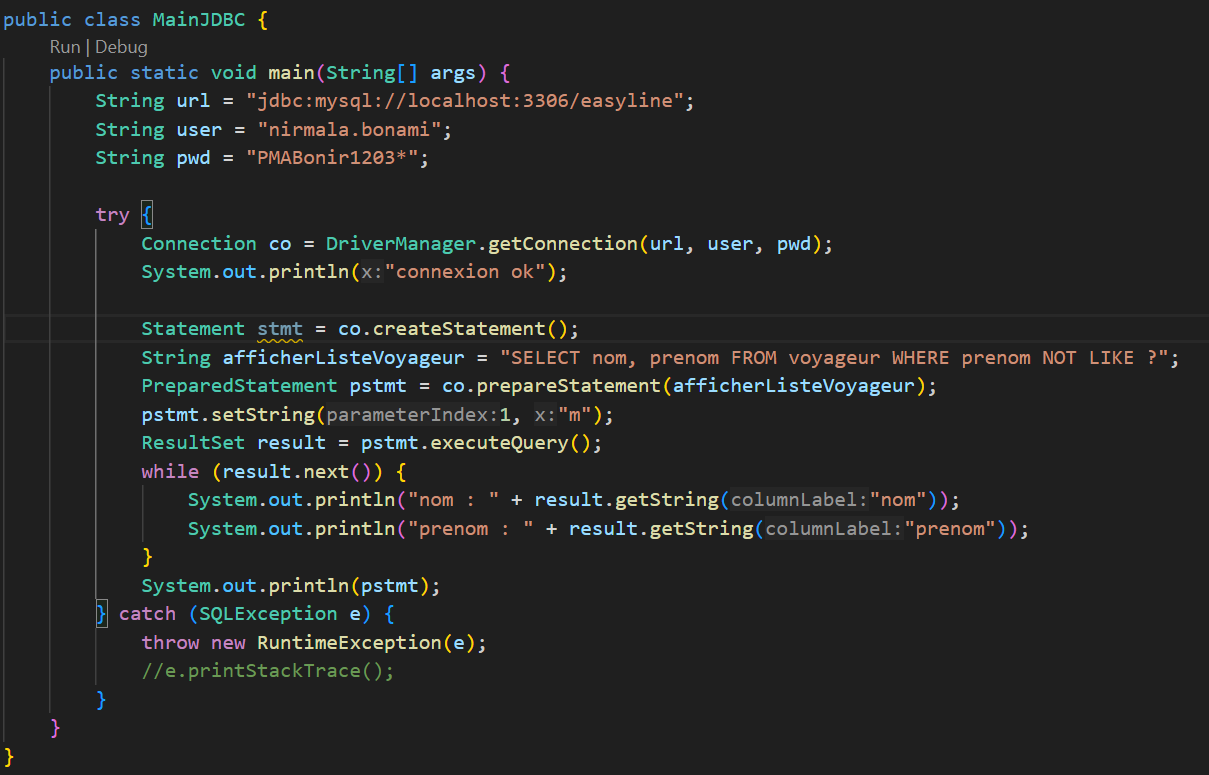 public class MainJDBC {
Run | Debug
public static void main(String[] args) {
String url = "jdbc:mysql://localhost:3306/easyline";
String user = "nirmala.bonami";
String pwd = "PMABonir1203*";
try {
Connection co = DriverManager.getConnection(url, user, pwd);
System.out.println(x:"connexion ok");
Statement stmt = co.createStatement();
String afficherListeVoyageur = "SELECT nom, prenom FROM voyageur WHERE prenom NOT LIKE ?";
PreparedStatement pstmt = co.prepareStatement(afficherListeVoyageur);
pstmt.setString(parameterIndex:1, x:"m");
ResultSet result = pstmt.executeQuery();
while (result.next()) {
System.out.println("nom : " + result.getString(columnLabel:"nom"));
System.out.println("prenom : " + result.getString(columnLabel:"prenom"));
}
System.out.println(pstmt);
} catch (SQLException e) {
throw new RuntimeException(e);
//e.printStackTrace();
}
}
}